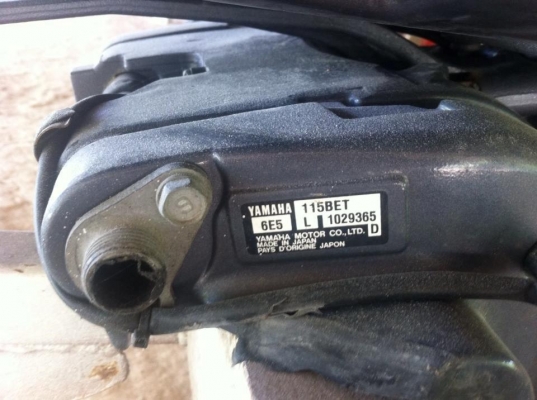 YAMAHA 115BET
6E5 L 1029365
YAMAHA MOTOR CO., LTD. D
MADE IN JAPAN
PAYS D'ORIGINE JAPON